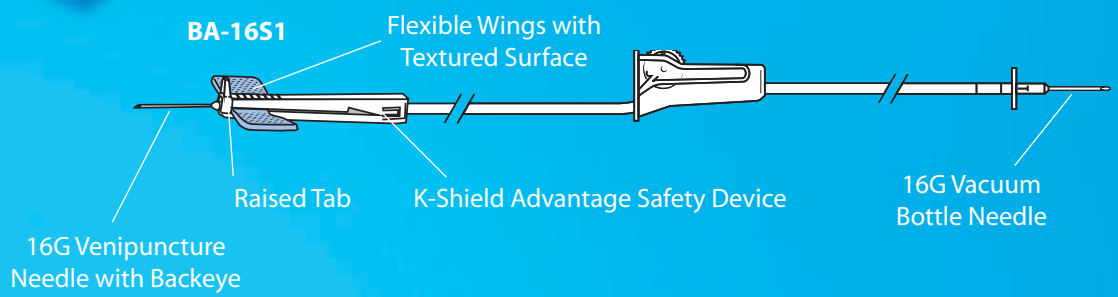 BA-16S1
Flexible Wings with
Textured Surface
Raised Tab
K-Shield Advantage Safety Device
16G Vacuum
Bottle Needle
16G Venipuncture
Needle with Backeye